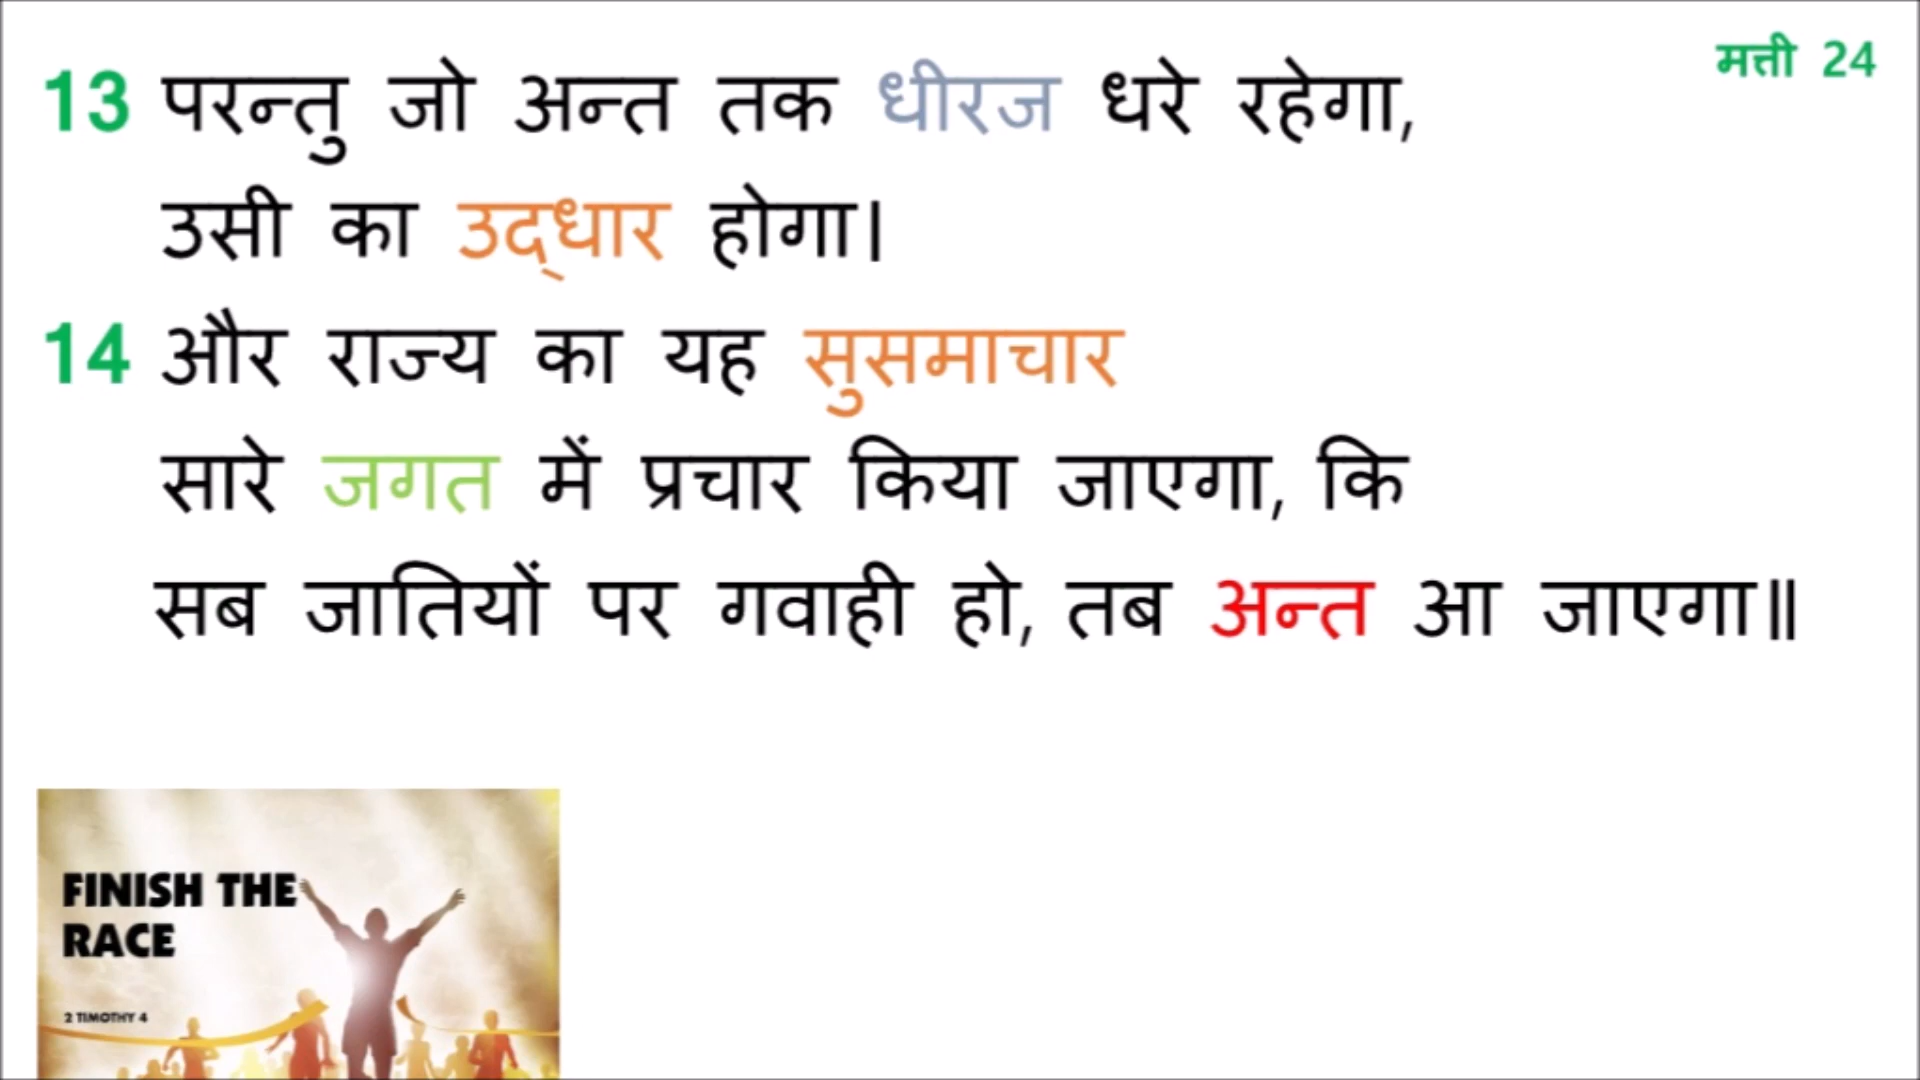 मत्ती 24
13 परन्तु जो अन्त तक धीरज धरे रहेगा,
उसी का उद्‌धार होगा।
14 और राज्य का यह सुसमाचार
सारे जगत में प्रचार किया जाएगा, कि
सब जातियों पर गवाही हो, तब अन्त आ जाएगा॥
FINISH THE
RACE
2 TIMOTHY 4